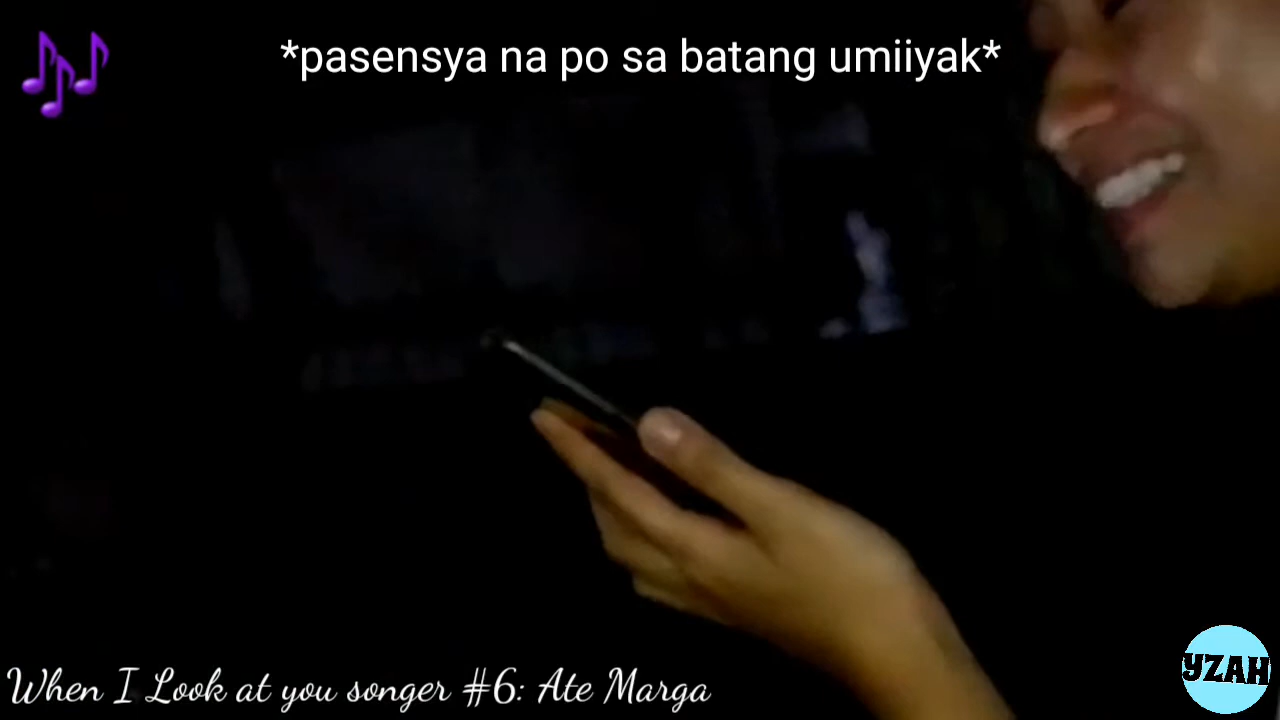 *pasensya na po sa batang umiiyak*
When I Look at you songer #6: Ate Marga
YZAH